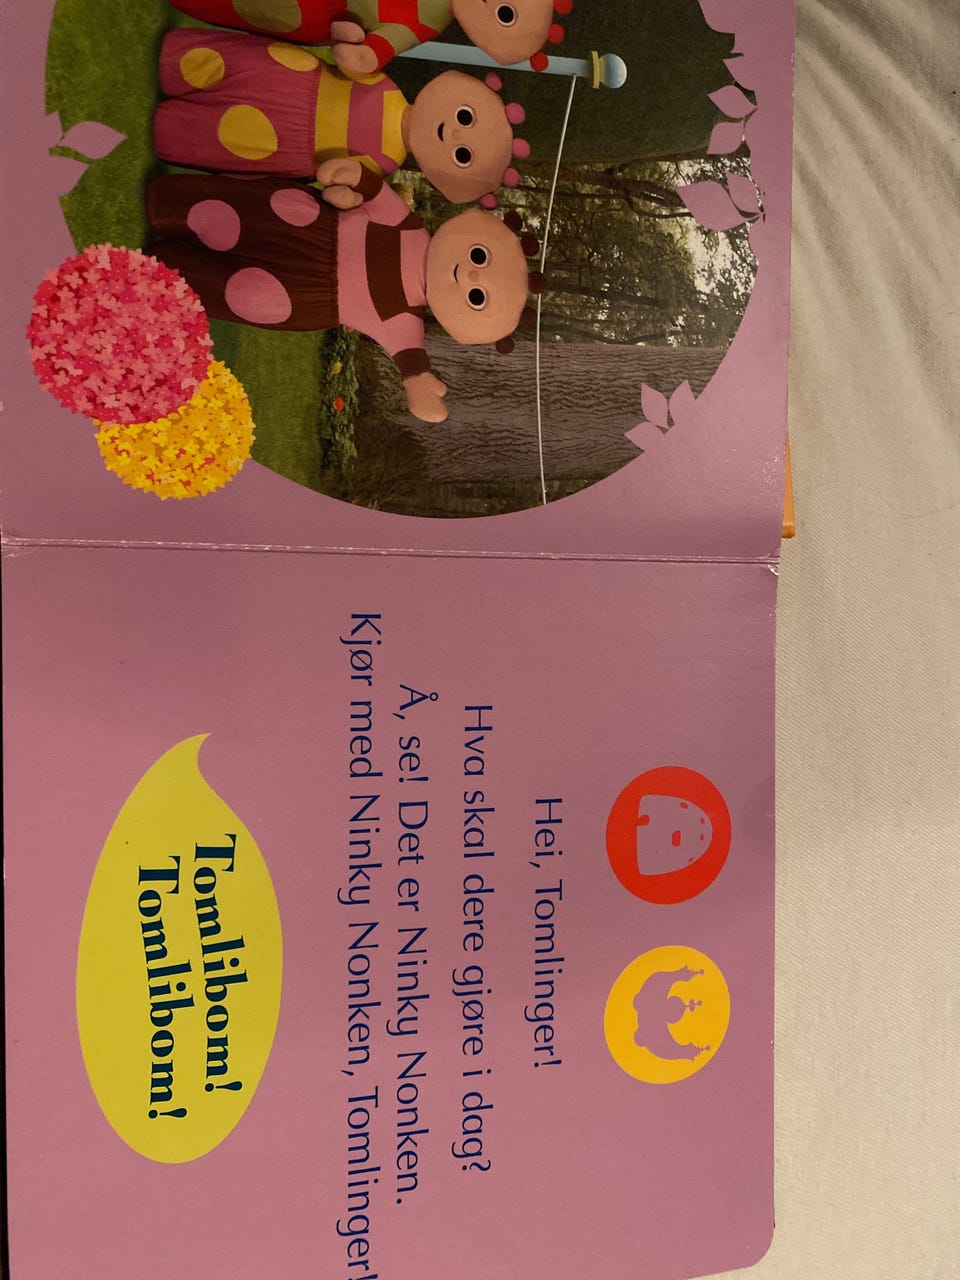 Hei, Tomlinger!
Hva skal dere gjøre i dag?
Å, se! Det er Ninky Nonken.
Kjør med Ninky Nonken, Tomlinger!
Tomlibom!
Tomlibom!